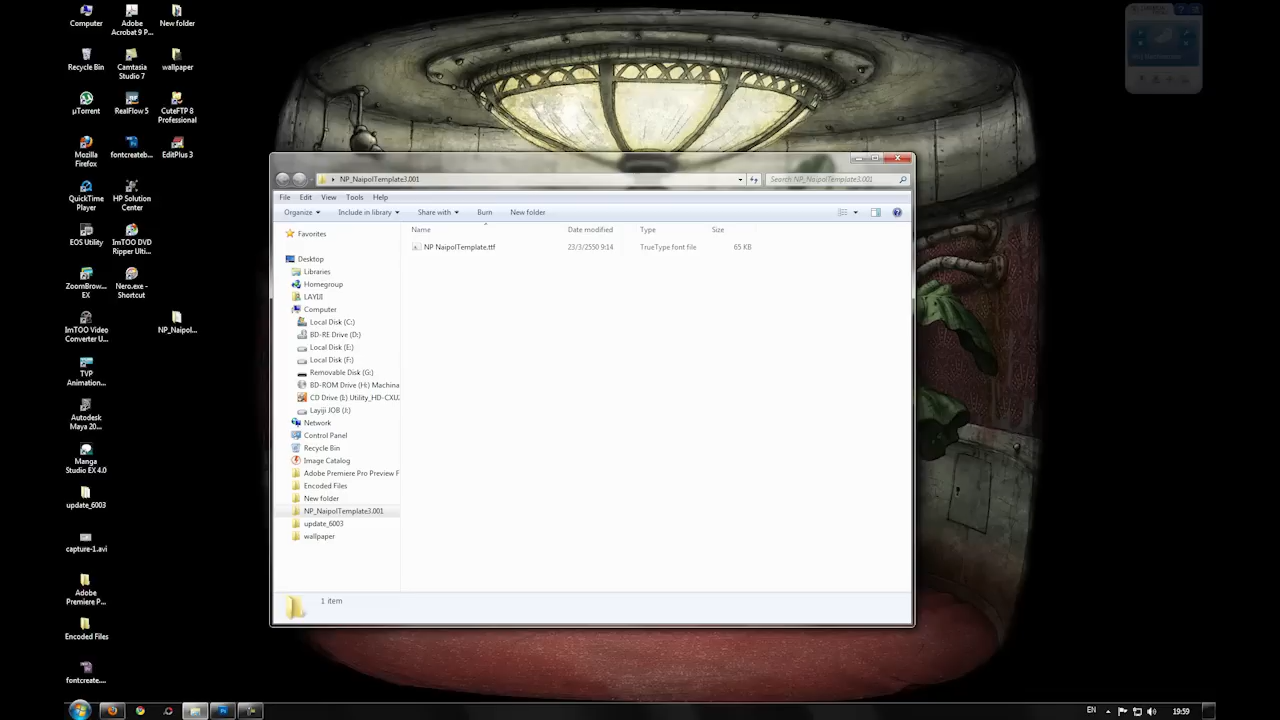 Computer
Adobe
Acrobat 9 P...
New folder
Recycle Bin
Camtasia
Studio 7
wallpaper
µTorrent
RealFlow 5
CuteFTP 8
Professional
Mozilla
Firefox
fontcreateb...
EditPlus 3
QuickTime
Player
HP Solution
Center
EOS Utility
ImTOO DVD
Ripper Ulti...
ZoomBrow...
EX
Nero.exe -
Shortcut
ImTOO Video
Converter U...
NP_Naipol...
TVP
Animation...
Autodesk
Maya 20...
Manga
Studio EX 4.0
update_6003
capture-1.avi
Adobe
Premiere P...
Encoded Files
fontcreate....
NP_NaipolTemplate3.001
Search NP_NaipolTemplate3.001
File Edit View Tools Help
Organize Include in library Share with Burn New folder
Name Date modified Type Size
NP NaipolTemplate.ttf 23/3/2550 9:14 TrueType font file 65 KB
Favorites
Desktop
Libraries
Homegroup
LAYIJI
Computer
Local Disk (C:)
BD-RE Drive (D:)
Local Disk (E:)
Local Disk (F:)
Removable Disk (G:)
BD-ROM Drive (H:) Machina
CD Drive (I:) Utility_HD-CXU2
Layiji JOB (J:)
Network
Control Panel
Recycle Bin
Image Catalog
Adobe Premiere Pro Preview F
Encoded Files
New folder
NP_NaipolTemplate3.001
update_6003
wallpaper
1 item
EN
19:59